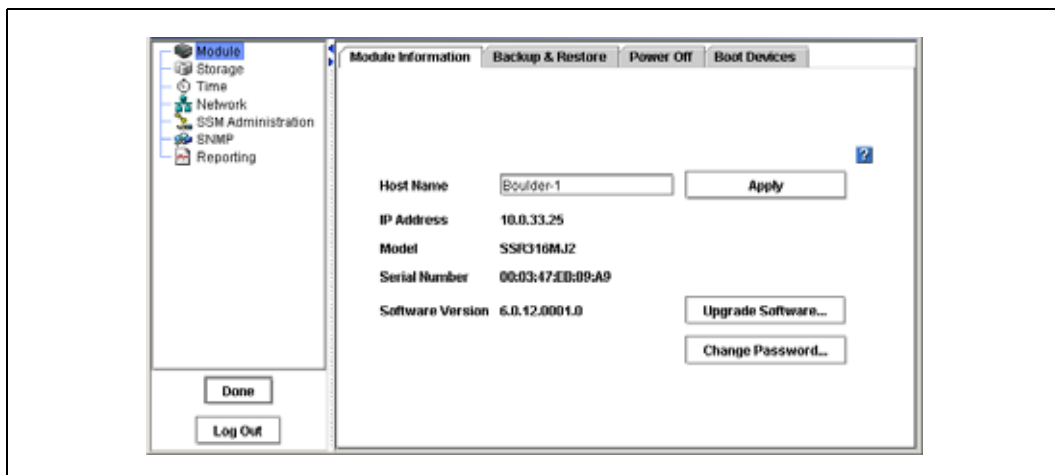 Module
Storage
Time
Network
SSM Administration
SNMP
Reporting
Done
Log Out
Module Information Backup & Restore Power Off Boot Devices
?
Host Name Boulder-1 Apply
IP Address 10.0.33.25
Model SSR316MJ2
Serial Number 00:03:47:ED:09:A9
Software Version 6.0.12.0001.0 Upgrade Software...
Change Password...